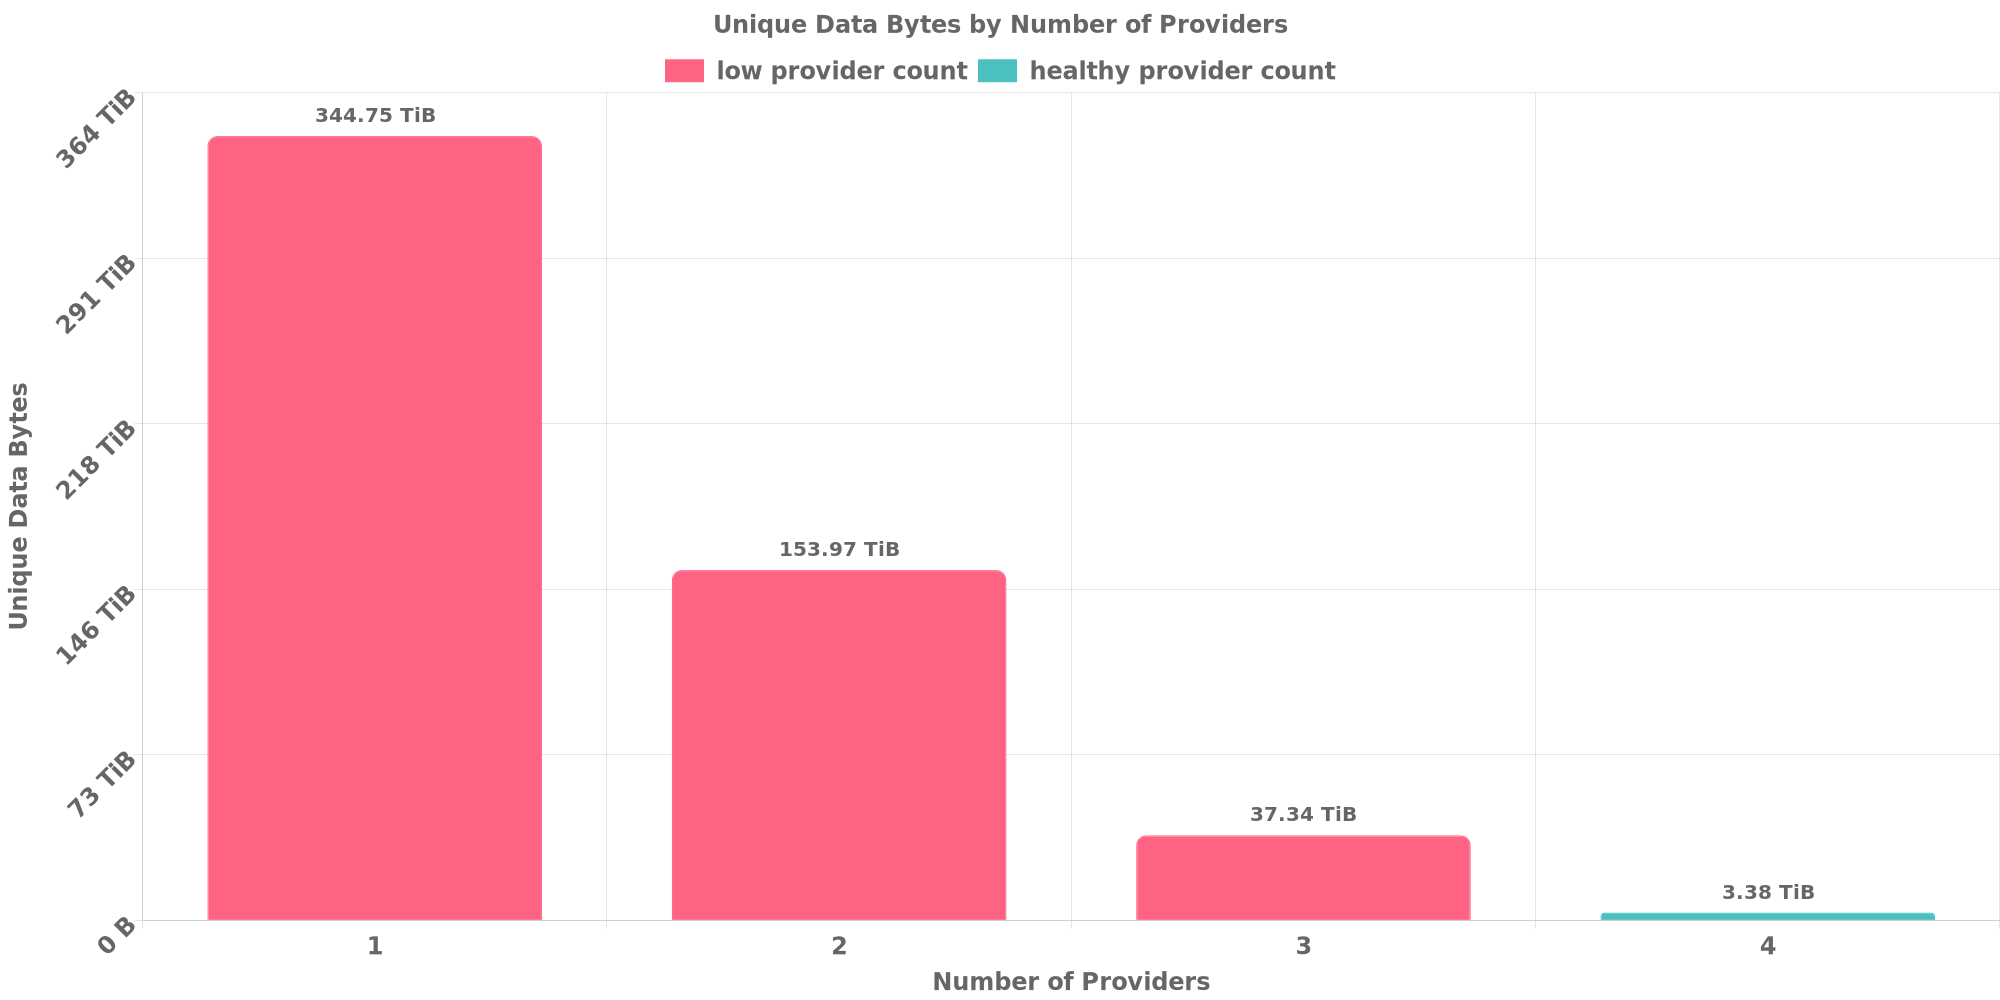 Unique Data Bytes by Number of Providers
low provider count healthy provider count
364 TiB
291 TiB
218 TiB
146 TiB
73 TiB
0 B
Unique Data Bytes
344.75 TiB
153.97 TiB
37.34 TiB
3.38 TiB
1 2 3 4
Number of Providers